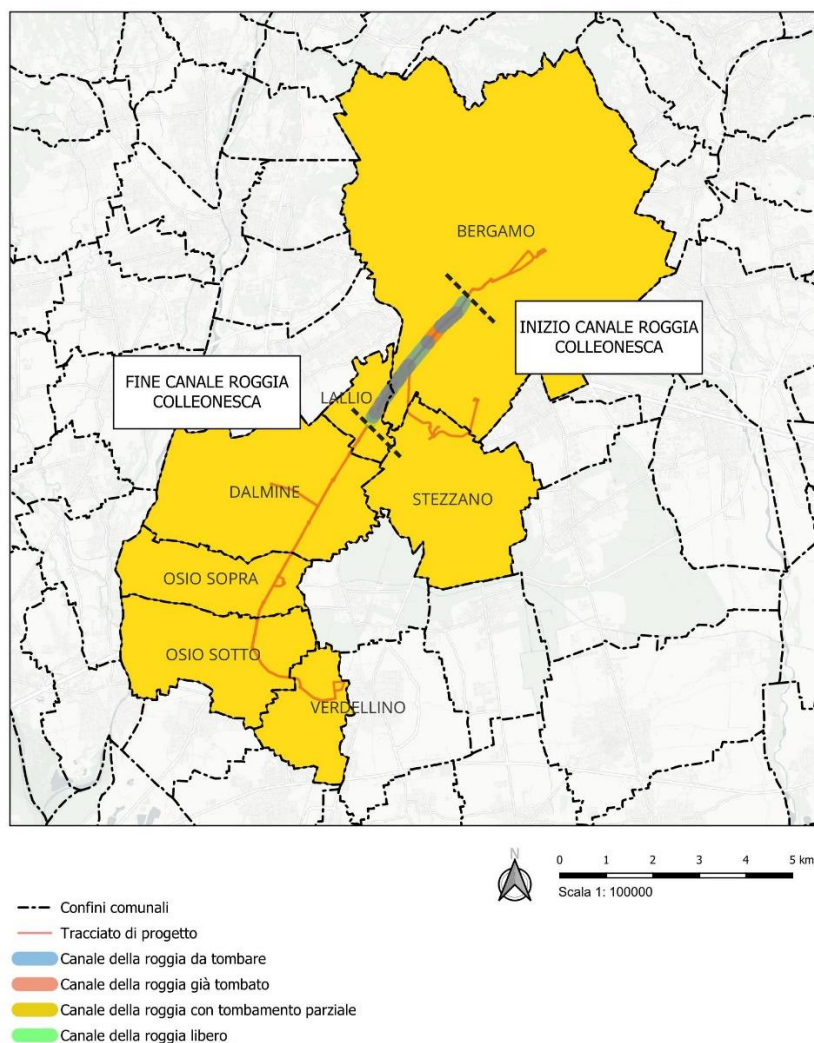 BERGAMO
INIZIO CANALE ROGGIA
COLLEONESCA
FINE CANALE ROGGIA
COLLEONESCA
LALLIO
DALMINE
STEZZANO
OSIO SOPRA
OSIO SOTTO
VERDELLINO
N
0 1 2 3 4 5 km
Scala 1: 100000
Confini comunali
Tracciato di progetto
Canale della roggia da tombare
Canale della roggia già tombato
Canale della roggia con tombamento parziale
Canale della roggia libero